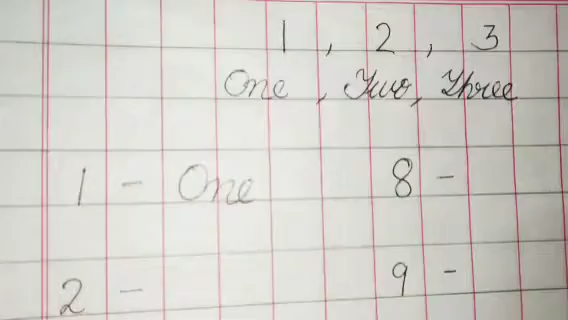 1, 2, 3
One, Two, Three
1 - One 8 -
2 - 9 -